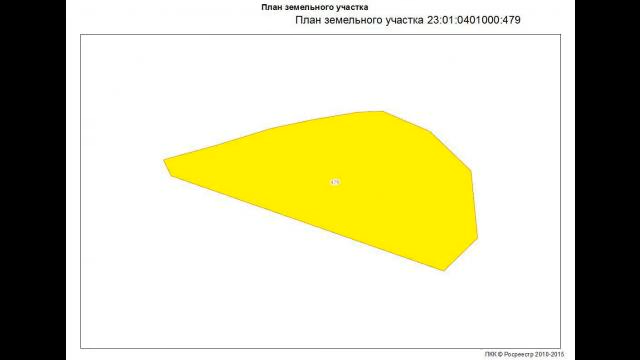 План земельного участка
План земельного участка 23:01:0401000:479
479
ПКК © Росреестр 2010-2015